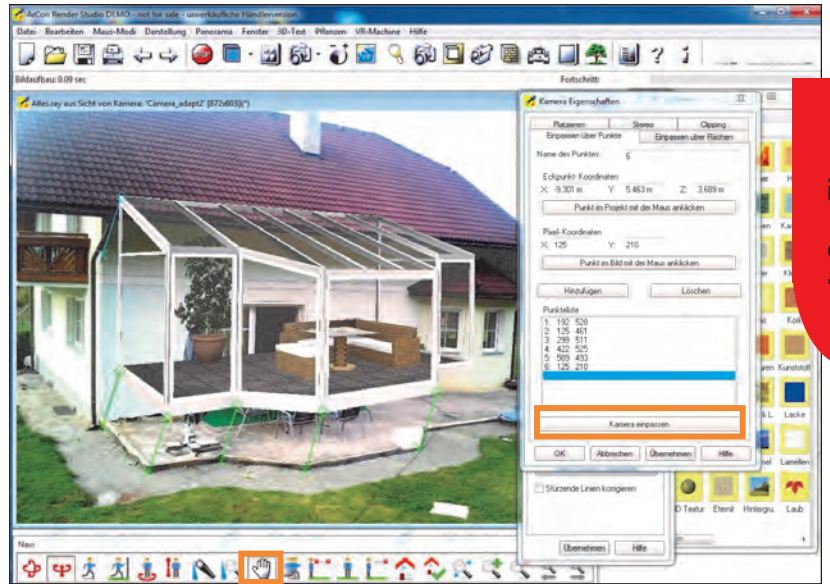 ArCon Render Studio DEMO - not for sale - unverkäufliche Händlerversion
Datei Bearbeiten Maus-Modi Darstellung Panorama Fenster 3D-Text Pflanzen VR-Machine Hilfe
Bildaufbau: 0.09 sec
Fortschritt:
Alles.ray aus Sicht von Kamera: 'Camera_adapt2' [872x603](*)
Kamera Eigenschaften
Platzieren Stereo Clipping
Einpassen über Punkte Einpassen über Flächen
Name des Punktes: 6
Eckpunkt-Koordinaten
X: -9.301 m Y: 5.463 m Z: 3.689 m
Punkt im Projekt mit der Maus anklicken
Pixel-Koordinaten
X: 125 Y: 210
Punkt im Bild mit der Maus anklicken
Hinzufügen Löschen
Punkteliste
1: 192 528
2: 125 461
3: 299 511
4: 422 525
5: 589 493
6: 125 210
Kamera einpassen
OK Abbrechen Übernehmen Hilfe
Kunststoff
Lacke
Lamellen
Stürzende Linien korrigieren
Textur Eternit Hintergru Laub
Übernehmen Hilfe
Navi